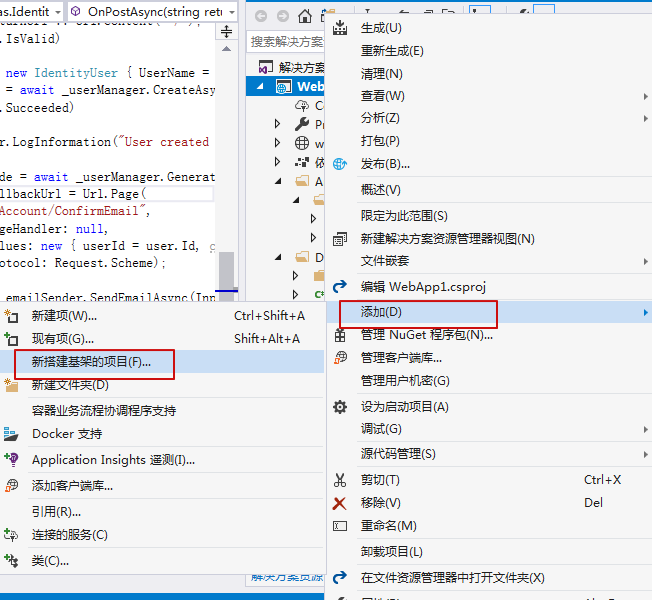 as.Identit
OnPostAsync(string retu
.IsValid)
new IdentityUser { UserName =
= await _userManager.CreateAsy
.Succeeded)
r.LogInformation("User created
de = await _userManager.Generat
llbackUrl = Url.Page(
Account/ConfirmEmail",
geHandler: null,
lues: new { userId = user.Id,
otocol: Request.Scheme);
emailSender.SendEmailAsync(Inp
搜索解决方案
解决方案
Web
C
Pr
w
依
A
D
C#
生成(U)
重新生成(E)
清理(N)
查看(W)
分析(Z)
打包(P)
发布(B)...
概述(V)
限定为此范围(S)
新建解决方案资源管理器视图(N)
文件嵌套
编辑 WebApp1.csproj
添加(D)
管理 NuGet 程序包(N)...
管理客户端库...
管理用户机密(G)
设为启动项目(A)
调试(G)
源代码管理(S)
剪切(T) Ctrl+X
移除(V) Del
重命名(M)
卸载项目(L)
在文件资源管理器中打开文件夹(X)
新建项(W)... Ctrl+Shift+A
现有项(G)... Shift+Alt+A
新搭建基架的项目(F)...
新建文件夹(D)
容器业务流程协调程序支持
Docker 支持
Application Insights 遥测(I)...
添加客户端库...
引用(R)...
连接的服务(C)
类(C)...
解决方案资源